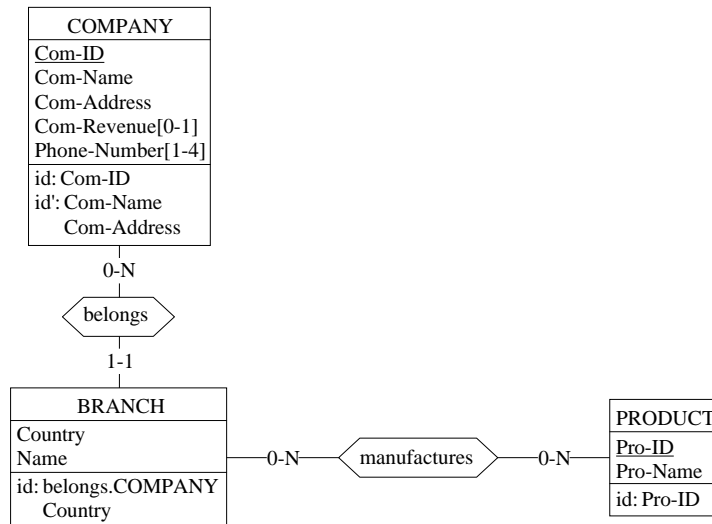 COMPANY
Com-ID
Com-Name
Com-Address
Com-Revenue[0-1]
Phone-Number[1-4]
id: Com-ID
id': Com-Name
Com-Address
0-N
belongs
1-1
BRANCH
Country
Name
id: belongs.COMPANY
Country
0-N
manufactures
0-N
PRODUCT
Pro-ID
Pro-Name
id: Pro-ID